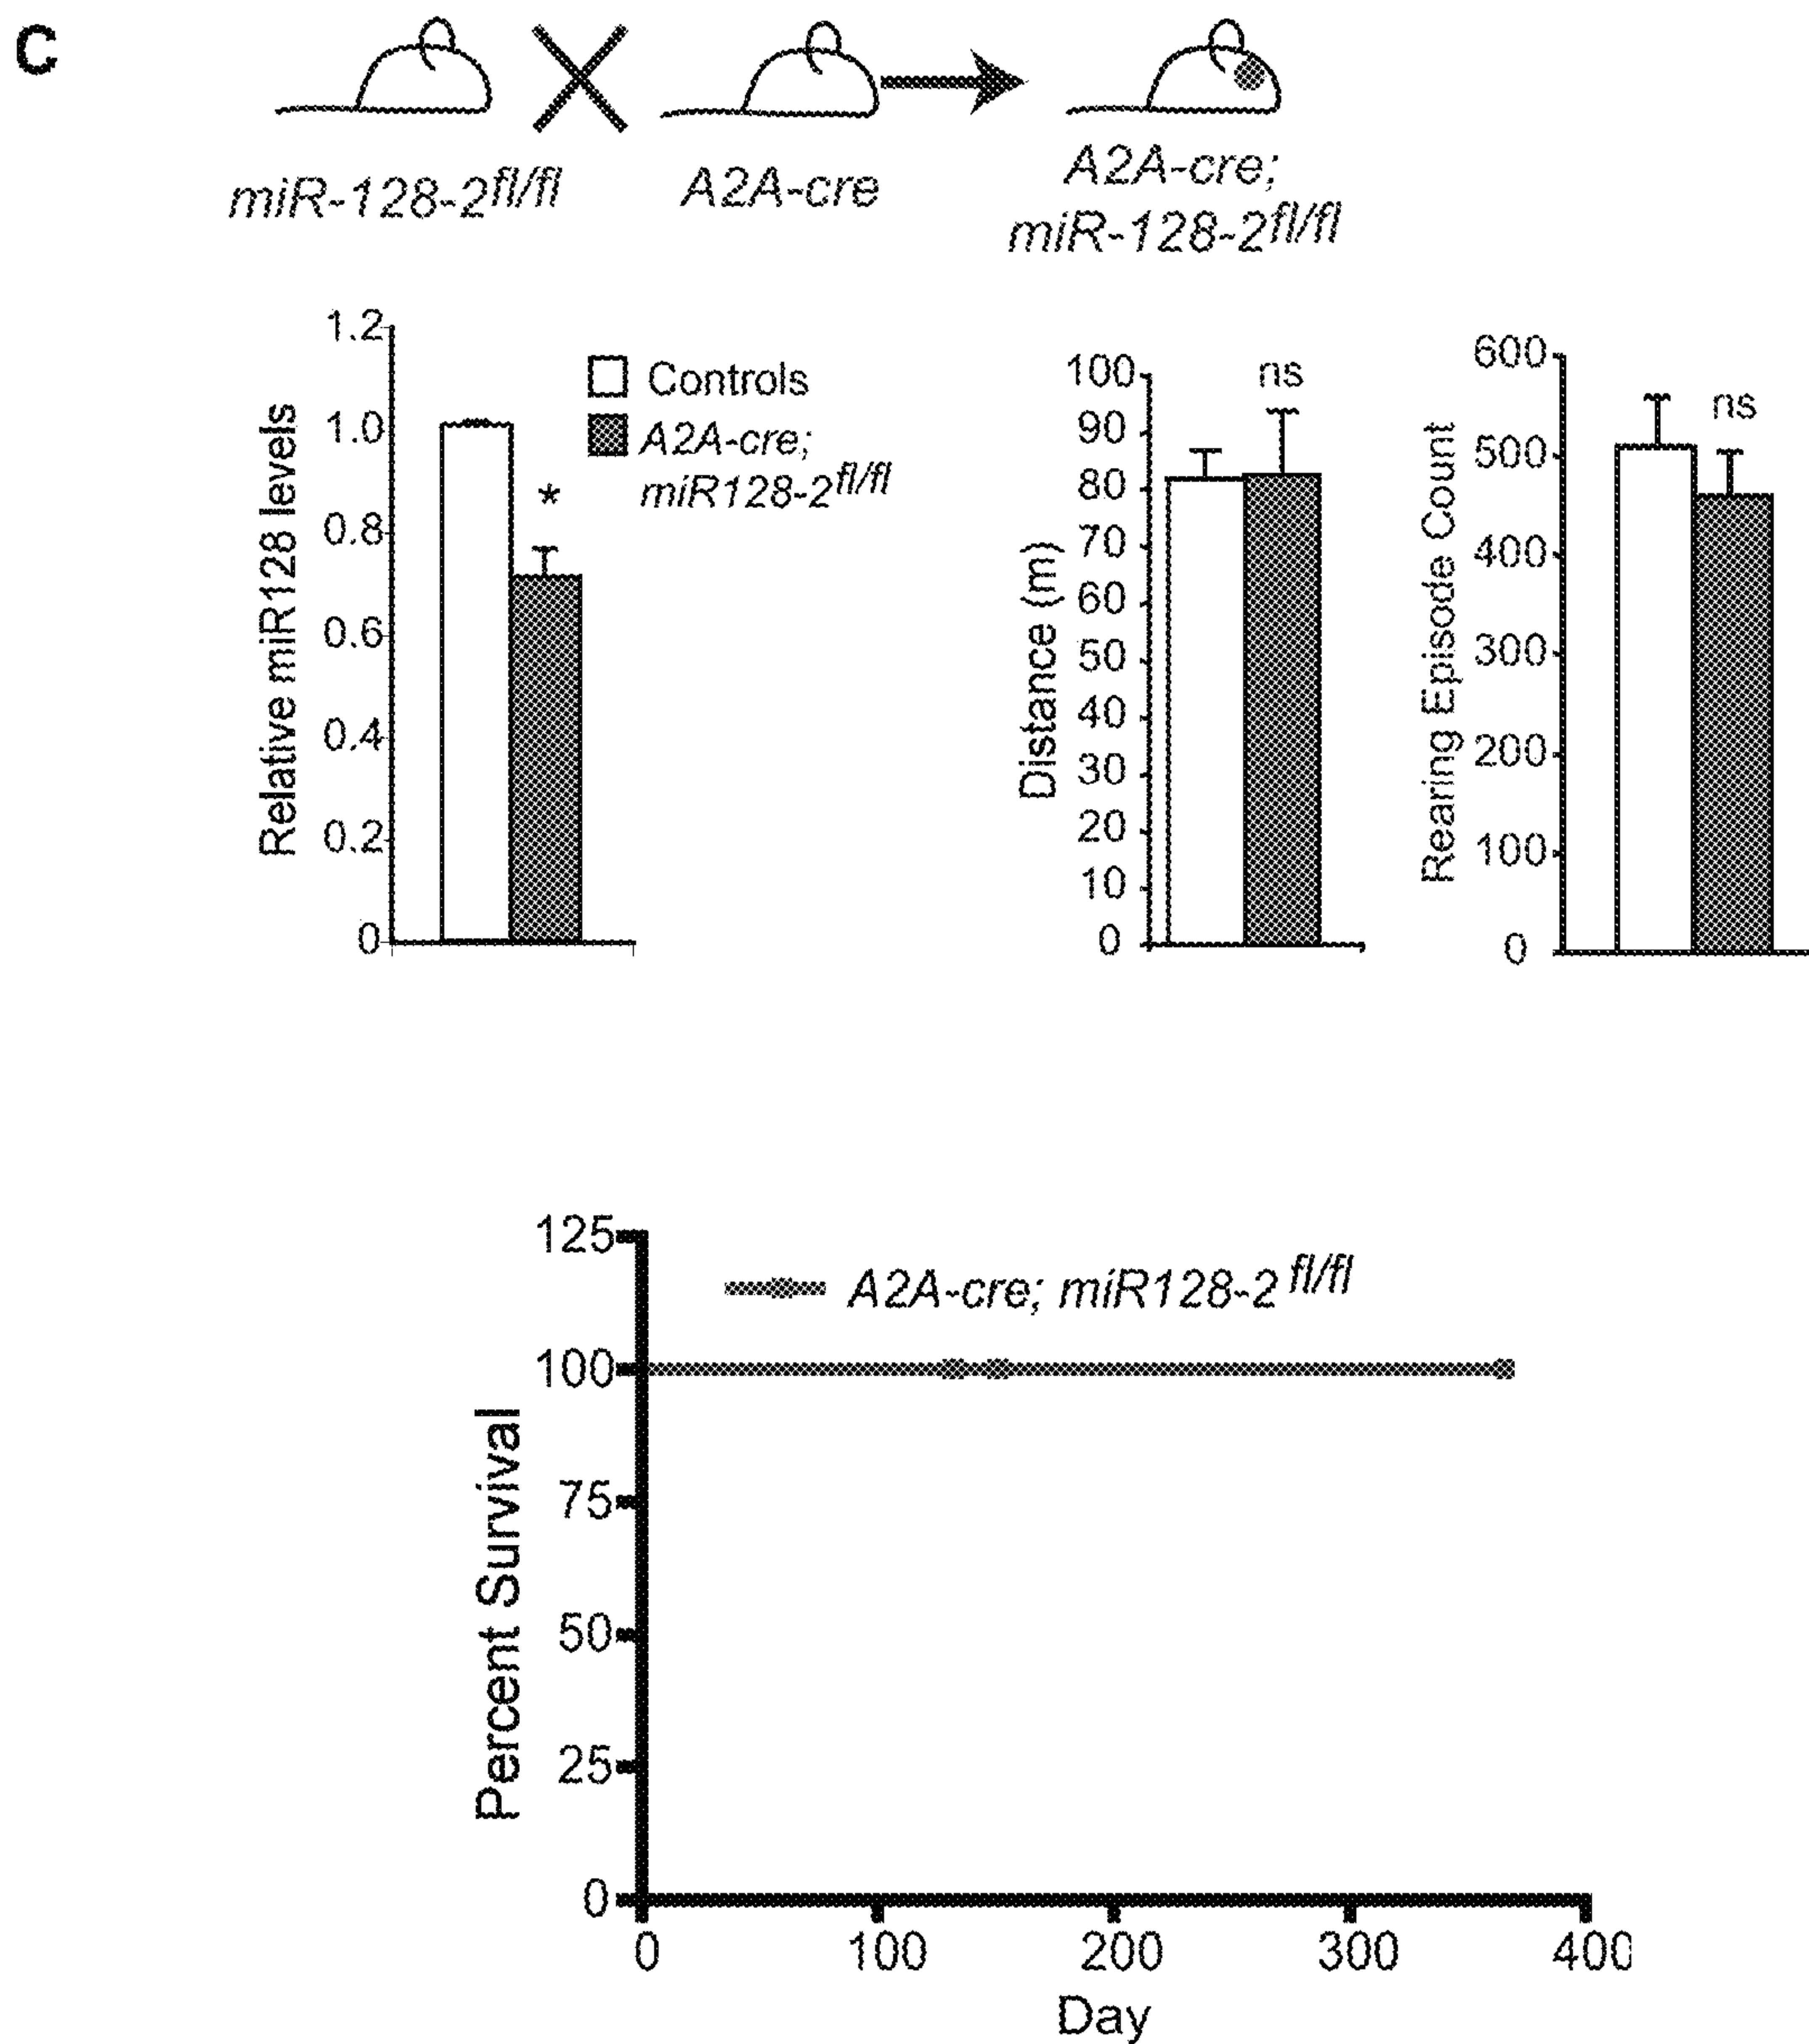 C
miR-128-2fl/fl
A2A-cre
A2A-cre;
miR-128-2fl/fl
Relative miR128 levels
1.2
1.0
0.8
0.6
0.4
0.2
0
Controls
A2A-cre;
miR128-2fl/fl
*
Distance (m)
100
90
80
70
60
50
40
30
20
10
0
ns
Rearing Episode Count
600
500
400
300
200
100
0
ns
Percent Survival
125
100
75
50
25
0
A2A-cre; miR128-2 fl/fl
0 100 200 300 400
Day